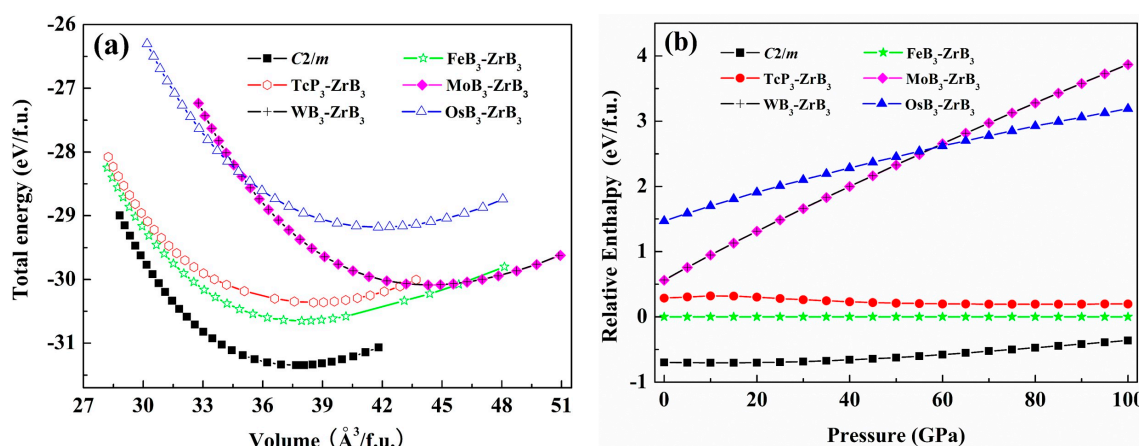 (a)
C2/m
TcP3-ZrB3
WB3-ZrB3
FeB3-ZrB3
MoB3-ZrB3
OsB3-ZrB3
Total energy (eV/f.u.)
-26
-27
-28
-29
-30
-31
27 30 33 36 39 42 45 48 51
Volume (Å3/f.u.)
(b)
C2/m
TcP3-ZrB3
WB3-ZrB3
FeB3-ZrB3
MoB3-ZrB3
OsB3-ZrB3
Relative Enthalpy (eV/f.u.)
4
3
2
1
0
-1
0 20 40 60 80 100
Pressure (GPa)